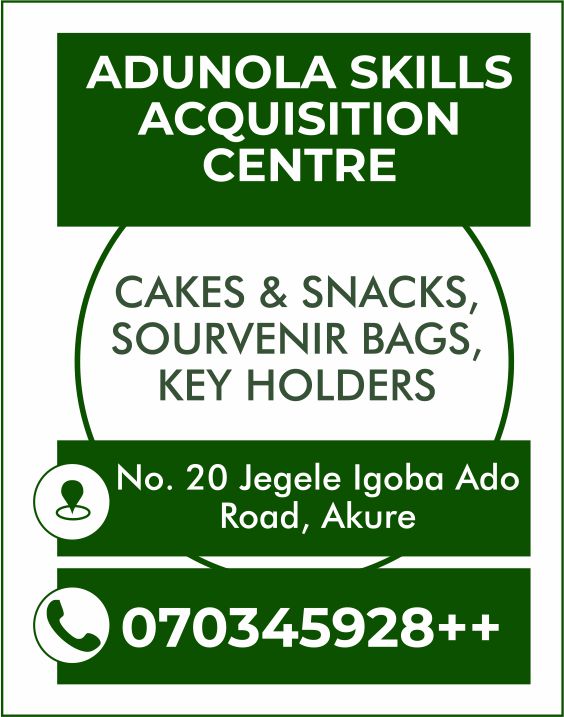 ADUNOLA SKILLS
ACQUISITION
CENTRE
CAKES & SNACKS,
SOURVENIR BAGS,
KEY HOLDERS
No. 20 Jegele Igoba Ado
Road, Akure
070345928++